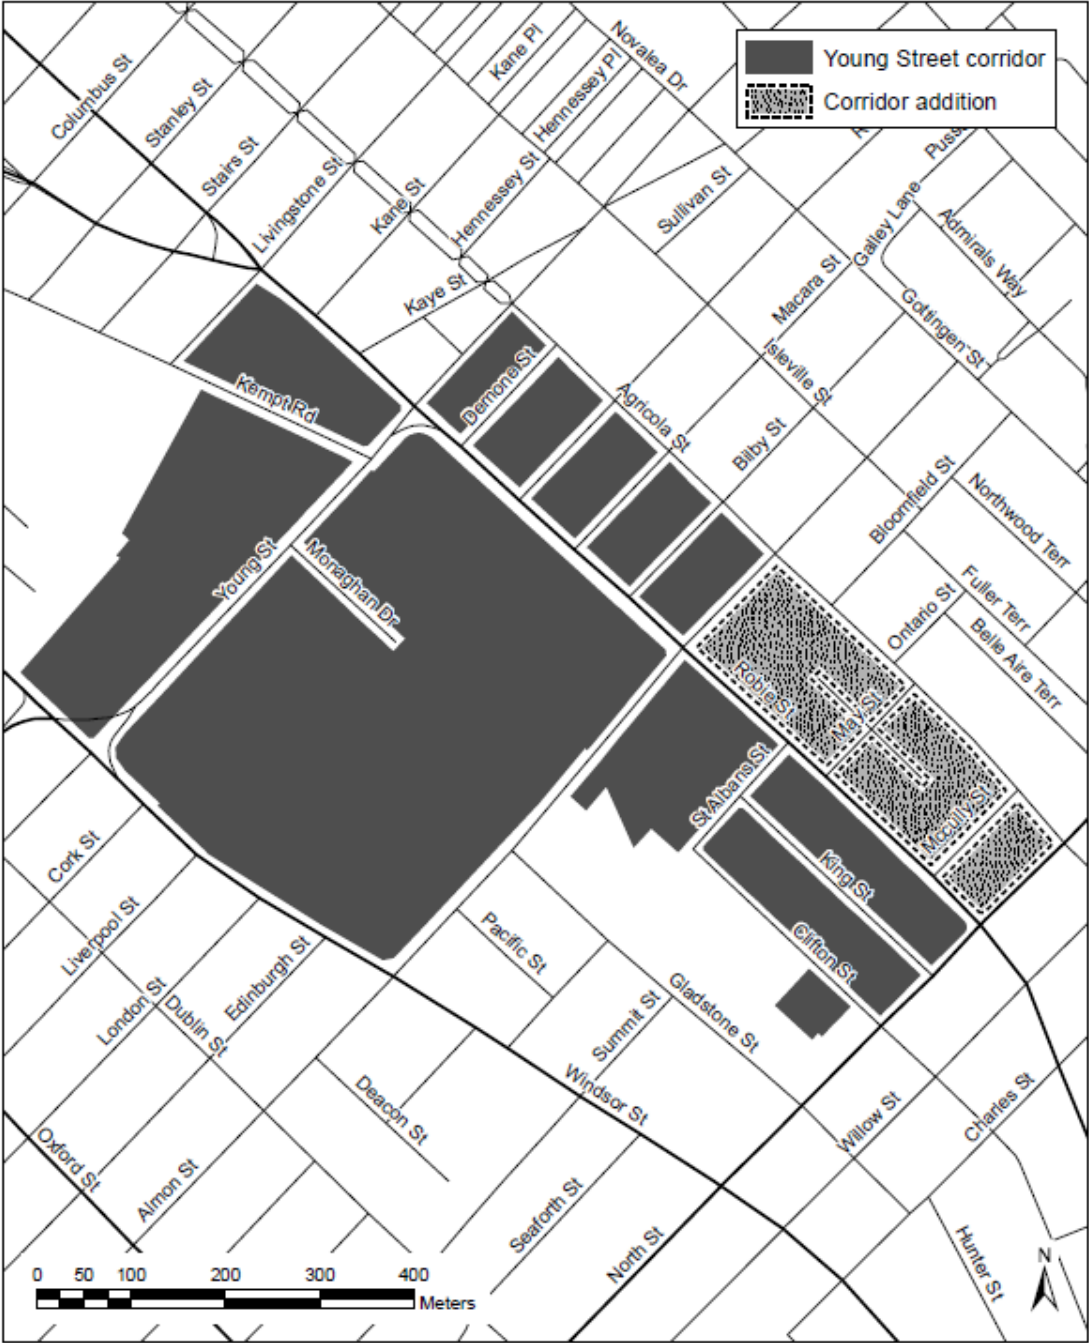 Young Street corridor
Corridor addition
Novalea Dr
Kane Pl
Hennessey Pl
Columbus St
Stanley St
Stairs St
Livingstone St
Kane St
Hennessey St
Sullivan St
Galley Lane
Admirals Way
Kaye St
Macara St
Gottingen St
Isleville St
Demone St
Kempt Rd
Agricola St
Bilby St
Bloomfield St
Northwood Terr
Young St
Monaghan Dr
Fuller Terr
Ontario St
Belle Aire Terr
Robie St
May St
St Albans St
Mccully St
King St
Cork St
Clifton St
Liverpool St
Pacific St
Edinburgh St
London St
Dublin St
Gladstone St
Summit St
Windsor St
Deacon St
Willow St
Charles St
Oxford St
Almon St
Seaforth St
North St
Hunter St
N
0 50 100 200 300 400
Meters